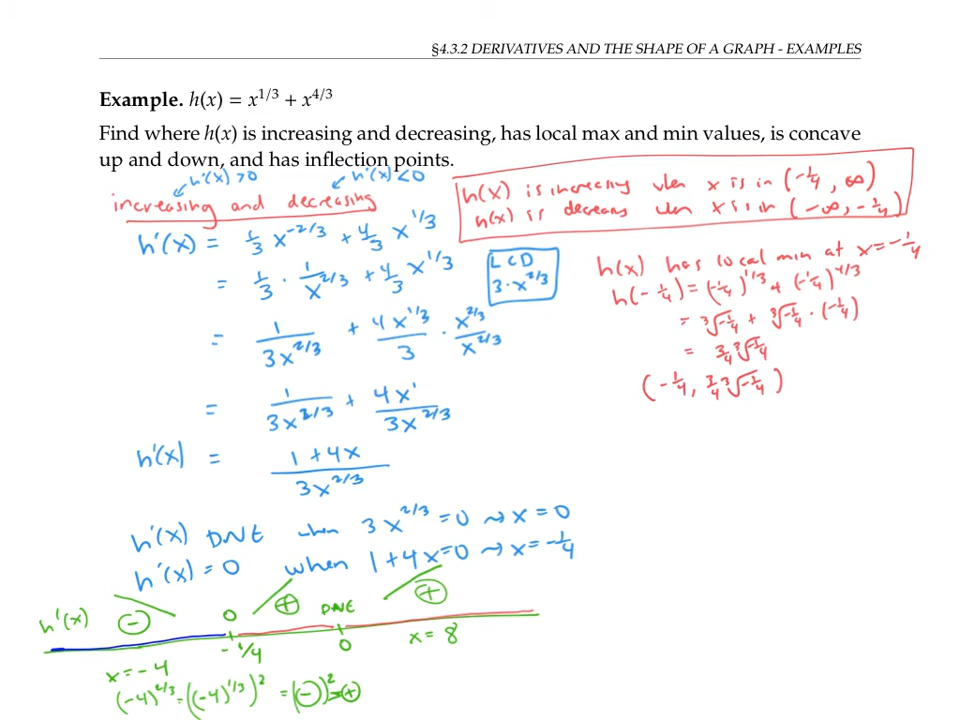 §4.3.2 DERIVATIVES AND THE SHAPE OF A GRAPH - EXAMPLES
Example. h(x) = x^{1/3} + x^{4/3}
Find where h(x) is increasing and decreasing, has local max and min values, is concave
up and down, and has inflection points.
h'(x) > 0 h'(x) < 0
increasing and decreasing
h'(x) = 1/3 x^{-2/3} + 4/3 x^{1/3}
= 1/3 · 1/x^{2/3} + 4/3 x^{1/3}
LCD
3·x^{2/3}
= 1/(3x^{2/3}) + 4x^{1/3}/3 · x^{2/3}/x^{2/3}
= 1/(3x^{2/3}) + 4x^{1}/(3x^{2/3})
h'(x) = (1+4x)/(3x^{2/3})
h'(x) DNE when 3x^{2/3} = 0 ⇝ x = 0
h'(x) = 0 when 1+4x=0 ⇝ x = -1/4
h'(x) - 0 + DNE + 
-1/4 0 x = 8
x = -4
(-4)^{2/3} = ((-4)^{1/3})^2 = (-)^2 = +
h(x) is increasing when x is in (-1/4, ∞)
h(x) is decreas when x is in (-∞, -1/4)
h(x) has local min at x = -1/4
h(-1/4) = (-1/4)^{1/3} + (-1/4)^{4/3}
= ∛-1/4 + ∛-1/4 · (-1/4)
= 3/4 ∛-1/4
(-1/4, 3/4 ∛-1/4)